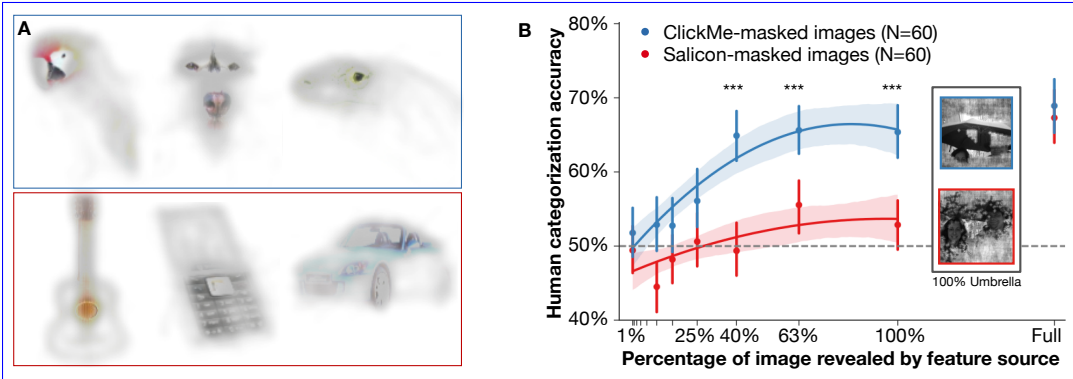 A
B
Human categorization accuracy
80%
70%
60%
50%
40%
ClickMe-masked images (N=60)
Salicon-masked images (N=60)
*** *** ***
100% Umbrella
1% 25% 40% 63% 100% Full
Percentage of image revealed by feature source